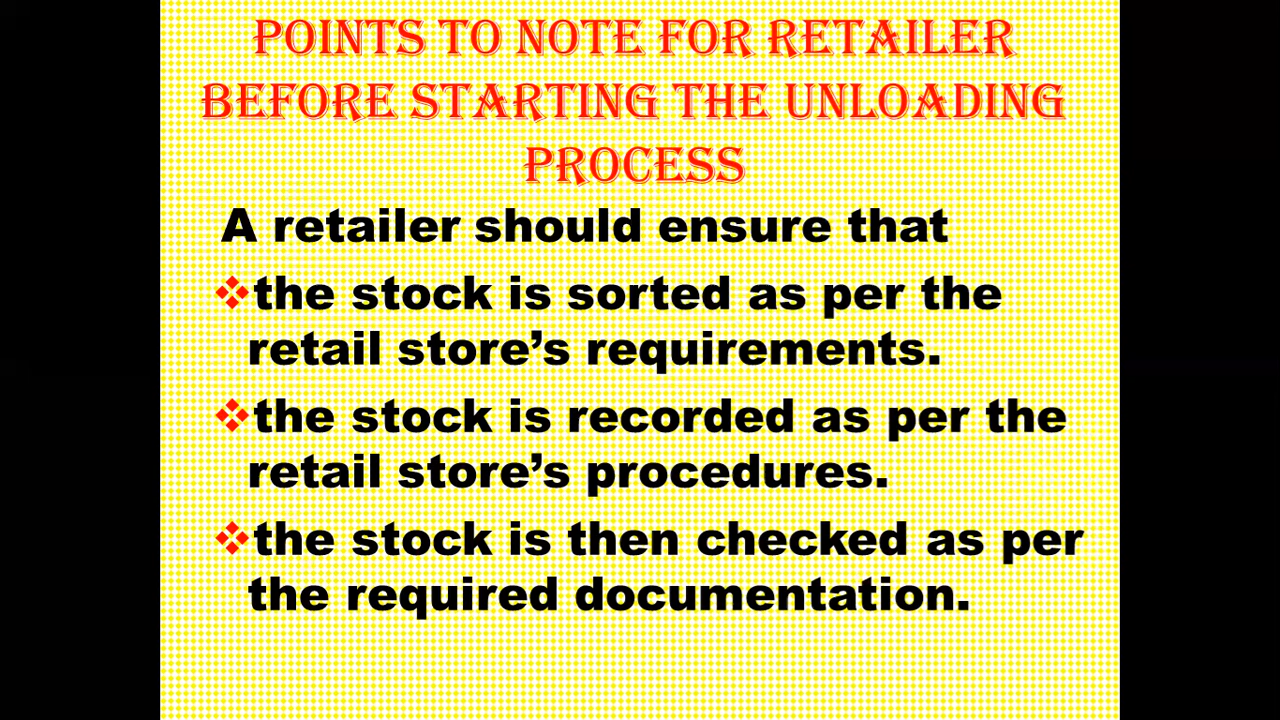 POINTS TO NOTE FOR RETAILER
BEFORE STARTING THE UNLOADING
PROCESS
A retailer should ensure that
❖the stock is sorted as per the
retail store’s requirements.
❖the stock is recorded as per the
retail store’s procedures.
❖the stock is then checked as per
the required documentation.